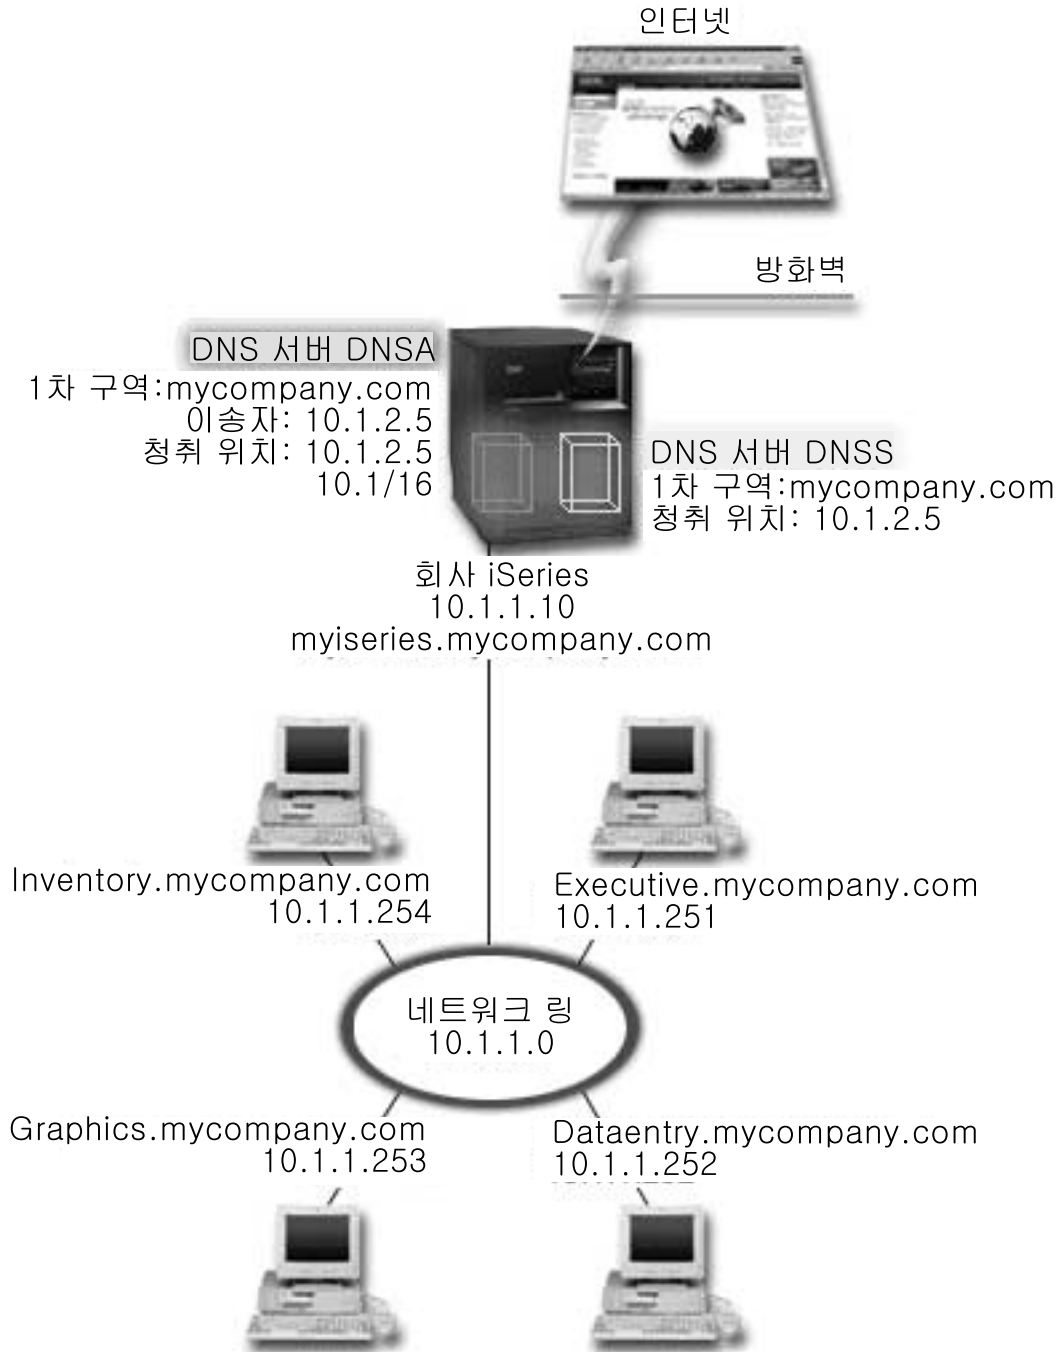 인터넷
방화벽
DNS 서버 DNSA
1차 구역:mycompany.com
이송자: 10.1.2.5
청취 위치: 10.1.2.5
10.1/16
DNS 서버 DNSS
1차 구역:mycompany.com
청취 위치: 10.1.2.5
회사 iSeries
10.1.1.10
myiseries.mycompany.com
Inventory.mycompany.com
10.1.1.254
Executive.mycompany.com
10.1.1.251
네트워크 링
10.1.1.0
Graphics.mycompany.com
10.1.1.253
Dataentry.mycompany.com
10.1.1.252